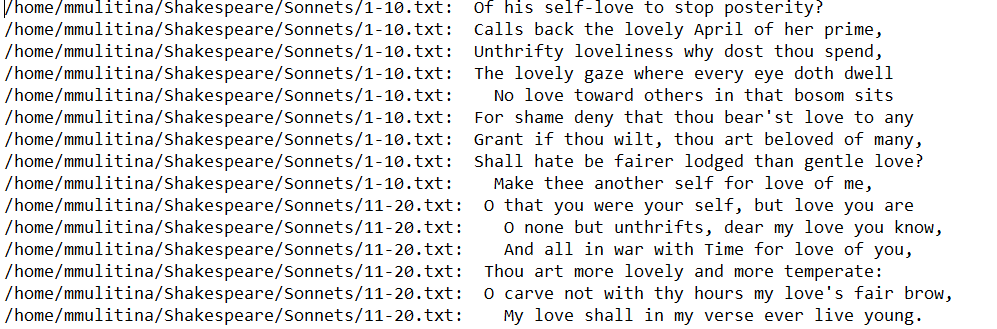 /home/mmulitina/Shakespeare/Sonnets/1-10.txt:  Of his self-love to stop posterity?
/home/mmulitina/Shakespeare/Sonnets/1-10.txt:  Calls back the lovely April of her prime,
/home/mmulitina/Shakespeare/Sonnets/1-10.txt:  Unthrifty loveliness why dost thou spend,
/home/mmulitina/Shakespeare/Sonnets/1-10.txt:  The lovely gaze where every eye doth dwell
/home/mmulitina/Shakespeare/Sonnets/1-10.txt:    No love toward others in that bosom sits
/home/mmulitina/Shakespeare/Sonnets/1-10.txt:  For shame deny that thou bear'st love to any
/home/mmulitina/Shakespeare/Sonnets/1-10.txt:  Grant if thou wilt, thou art beloved of many,
/home/mmulitina/Shakespeare/Sonnets/1-10.txt:  Shall hate be fairer lodged than gentle love?
/home/mmulitina/Shakespeare/Sonnets/1-10.txt:    Make thee another self for love of me,
/home/mmulitina/Shakespeare/Sonnets/11-20.txt:  O that you were your self, but love you are
/home/mmulitina/Shakespeare/Sonnets/11-20.txt:    O none but unthrifts, dear my love you know,
/home/mmulitina/Shakespeare/Sonnets/11-20.txt:    And all in war with Time for love of you,
/home/mmulitina/Shakespeare/Sonnets/11-20.txt:  Thou art more lovely and more temperate:
/home/mmulitina/Shakespeare/Sonnets/11-20.txt:  O carve not with thy hours my love's fair brow,
/home/mmulitina/Shakespeare/Sonnets/11-20.txt:    My love shall in my verse ever live young.